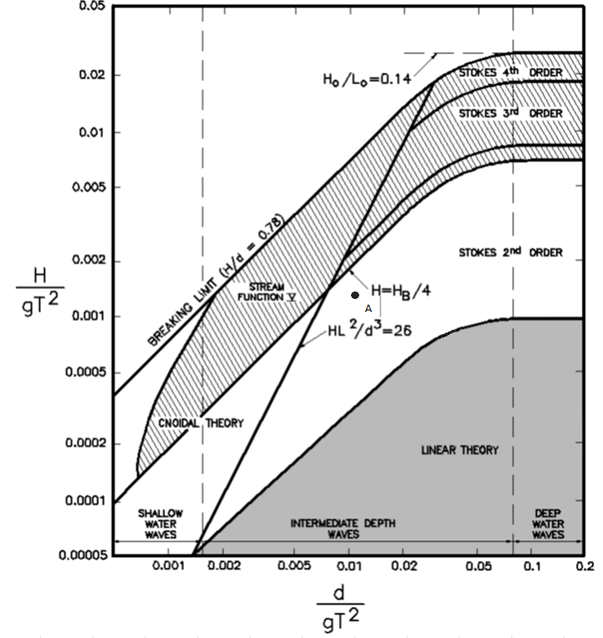 0.05
0.02
0.01
0.005
0.002
0.001
0.0005
0.0002
0.0001
0.00005
H
gT²
H₀/L₀=0.14
STOKES 4th ORDER
STOKES 3rd ORDER
BREAKING LIMIT (H/d = 0.78)
STREAM
FUNCTION V
STOKES 2nd ORDER
H=H_B/4
A
HL²/d³=26
CNOIDAL THEORY
LINEAR THEORY
SHALLOW
WATER
WAVES
INTERMEDIATE DEPTH
WAVES
DEEP
WATER
WAVES
0.001
0.002
0.005
0.01
0.02
0.05
0.1
0.2
d
gT²